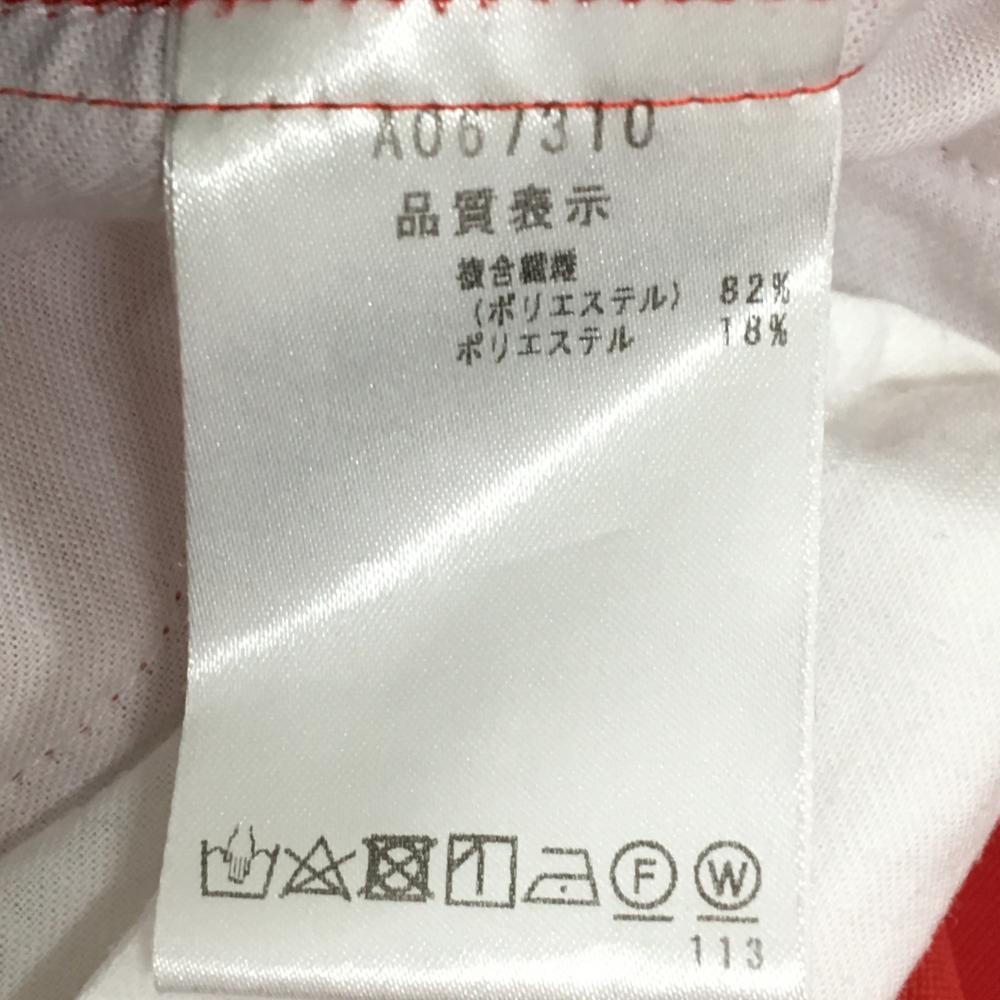 A067310
品質表示
複合繊維
(ポリエステル) 82%
ポリエステル 18%
F W
113